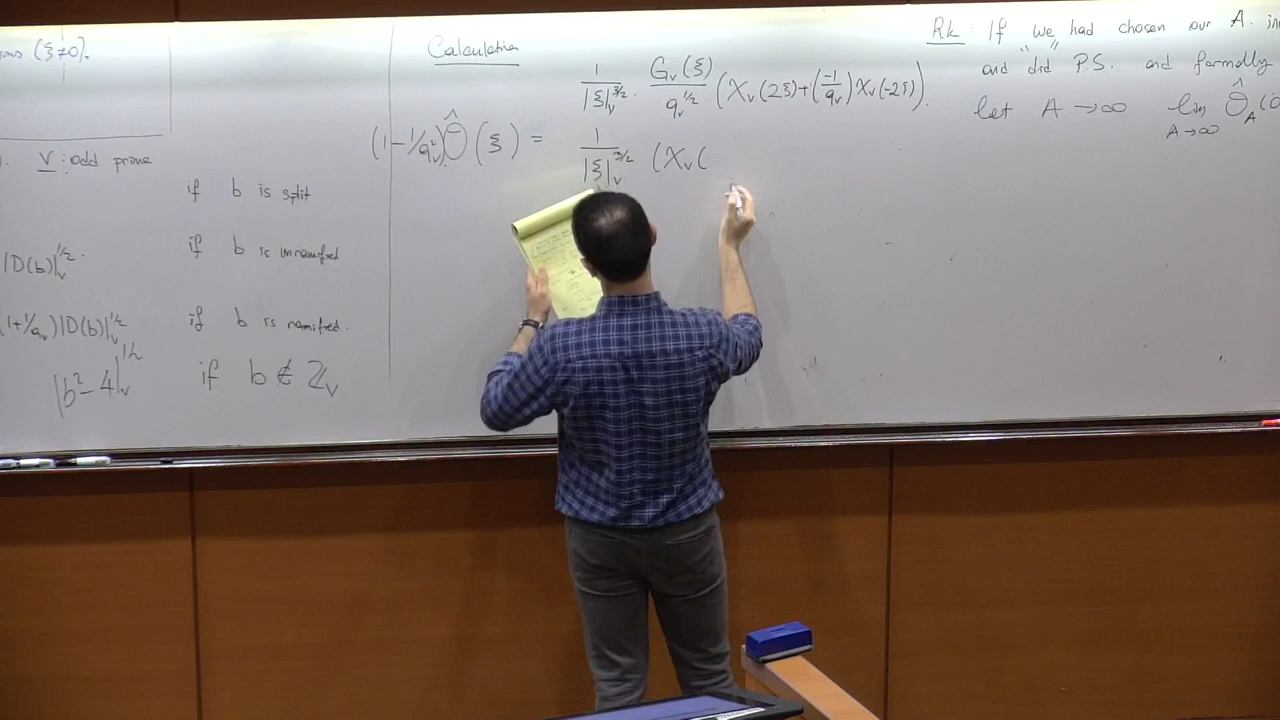 (ξ≠0).
v: odd prime
if b is split
|D(b)|_v^{1/2}. if b is unramified
(1+1/q_v)|D(b)|_v^{1/2} if b is ramified.
|b²-4|_v^{1/2} if b ∉ ℤ_v
Calculation
1/|ξ|_v^{3/2} · G_v(ξ)/q_v^{1/2} (χ_v(2ξ)+(-1/q_v)χ_v(-2ξ)).
(1-1/q_v²) Ô(ξ) = 1/|ξ|_v^{3/2} (χ_v(
Rk: If we had chosen our A.
and "did" P.S. and formally
let A→∞ lim_{A→∞}